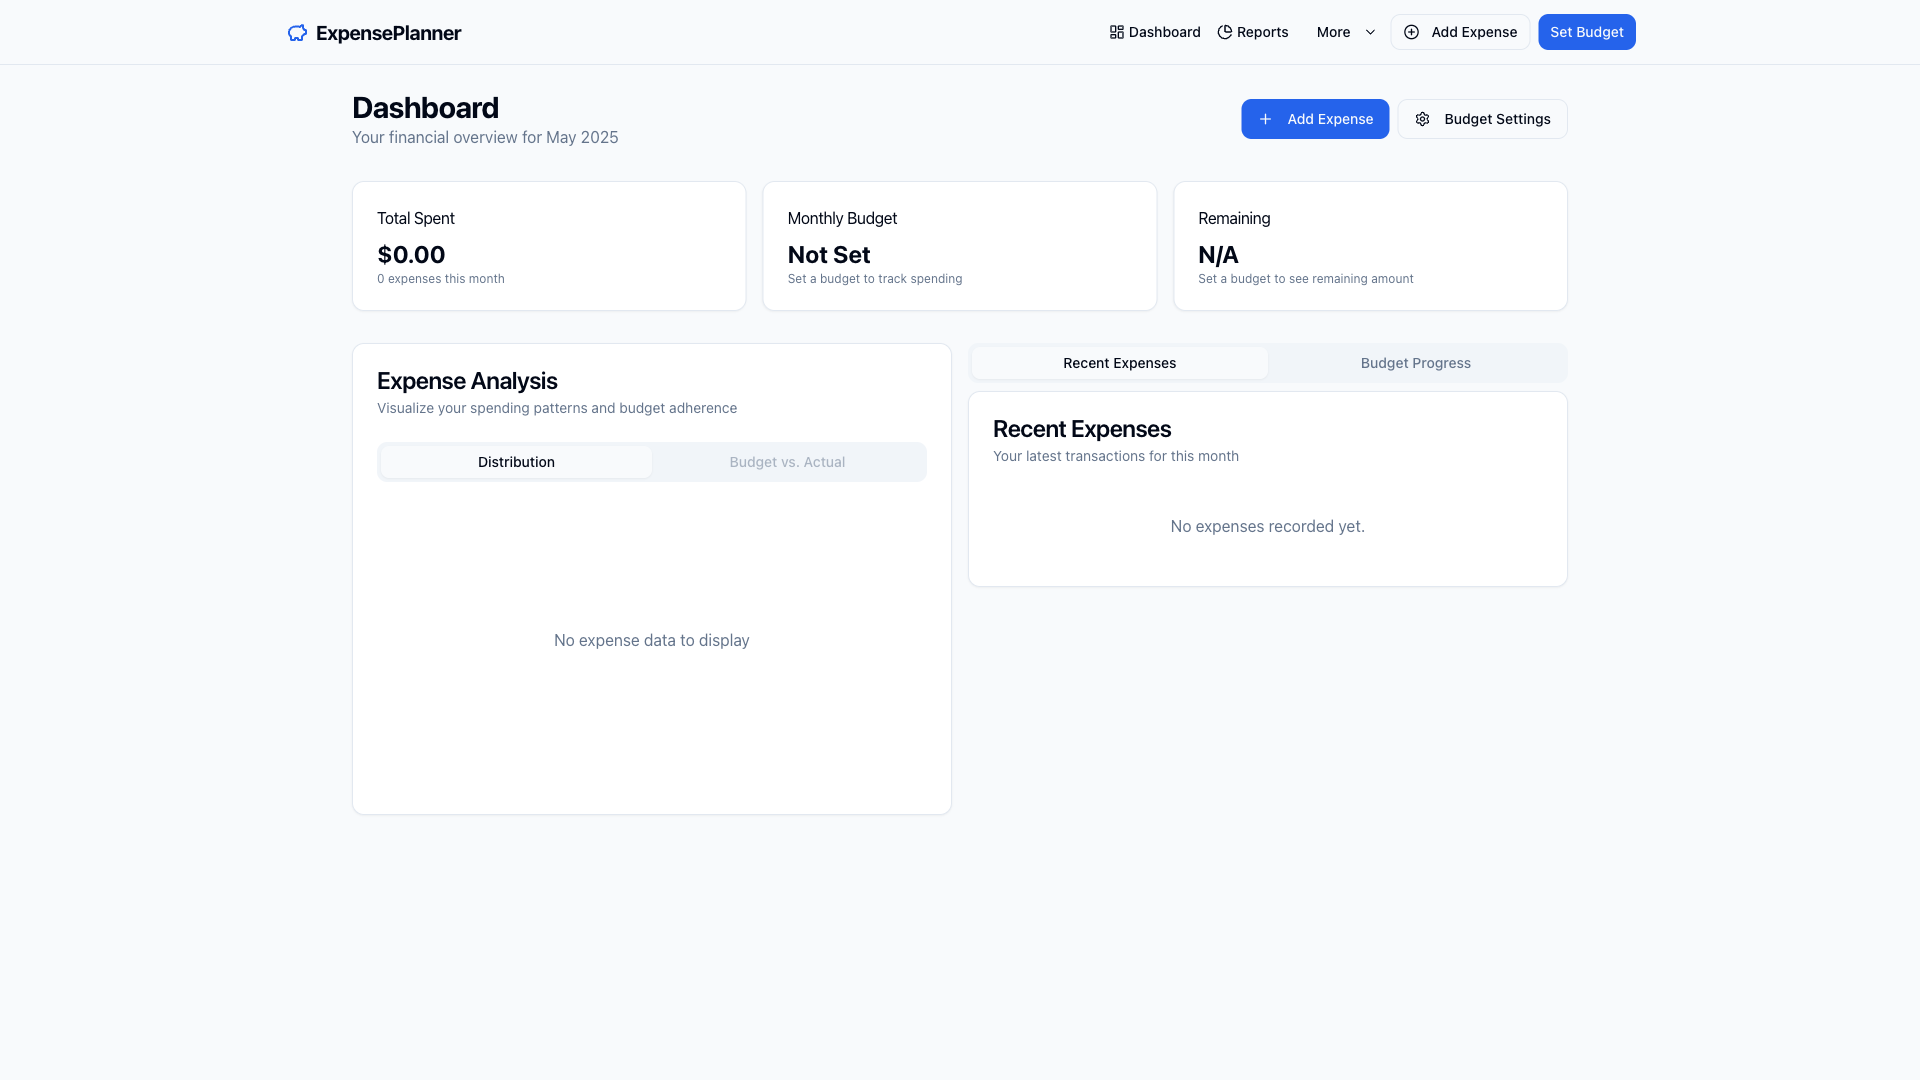 ExpensePlanner
Dashboard
Reports
More
Add Expense
Set Budget
Dashboard
Your financial overview for May 2025
Add Expense
Budget Settings
Total Spent
$0.00
0 expenses this month
Monthly Budget
Not Set
Set a budget to track spending
Remaining
N/A
Set a budget to see remaining amount
Expense Analysis
Visualize your spending patterns and budget adherence
Distribution
Budget vs. Actual
No expense data to display
Recent Expenses
Budget Progress
Recent Expenses
Your latest transactions for this month
No expenses recorded yet.